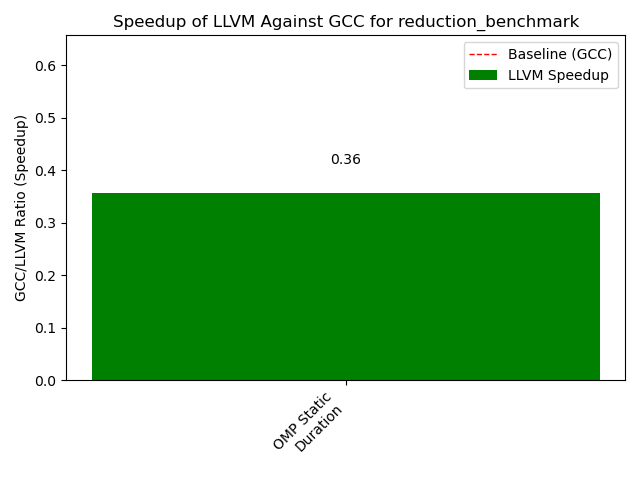 Speedup of LLVM Against GCC for reduction_benchmark
GCC/LLVM Ratio (Speedup)
0.6
0.5
0.4
0.3
0.2
0.1
0.0
Baseline (GCC)
LLVM Speedup
0.36
OMP Static
Duration